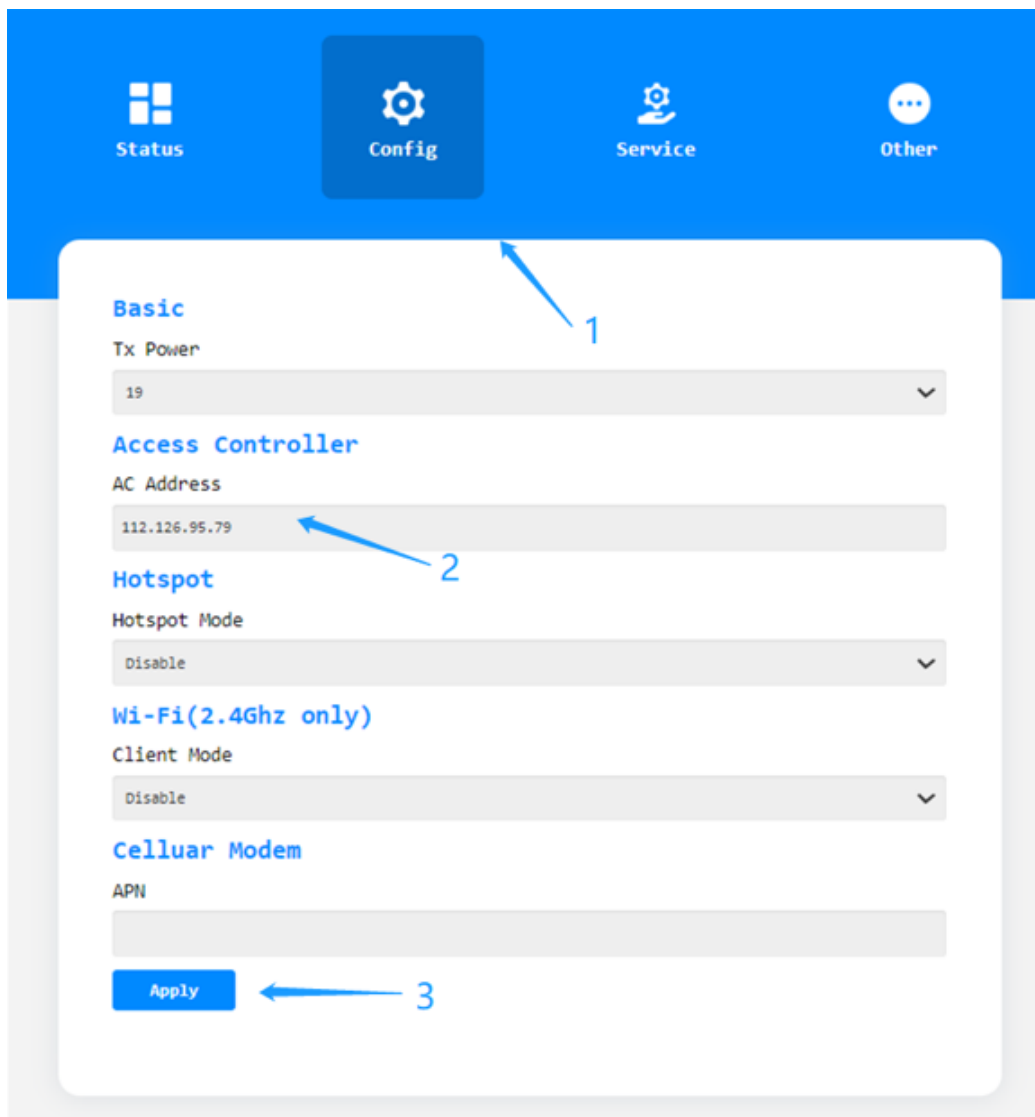 Status
Config
Service
Other
1
Basic
Tx Power
19
Access Controller
AC Address
112.126.95.79
2
Hotspot
Hotspot Mode
Disable
Wi-Fi(2.4Ghz only)
Client Mode
Disable
Celluar Modem
APN
Apply
3